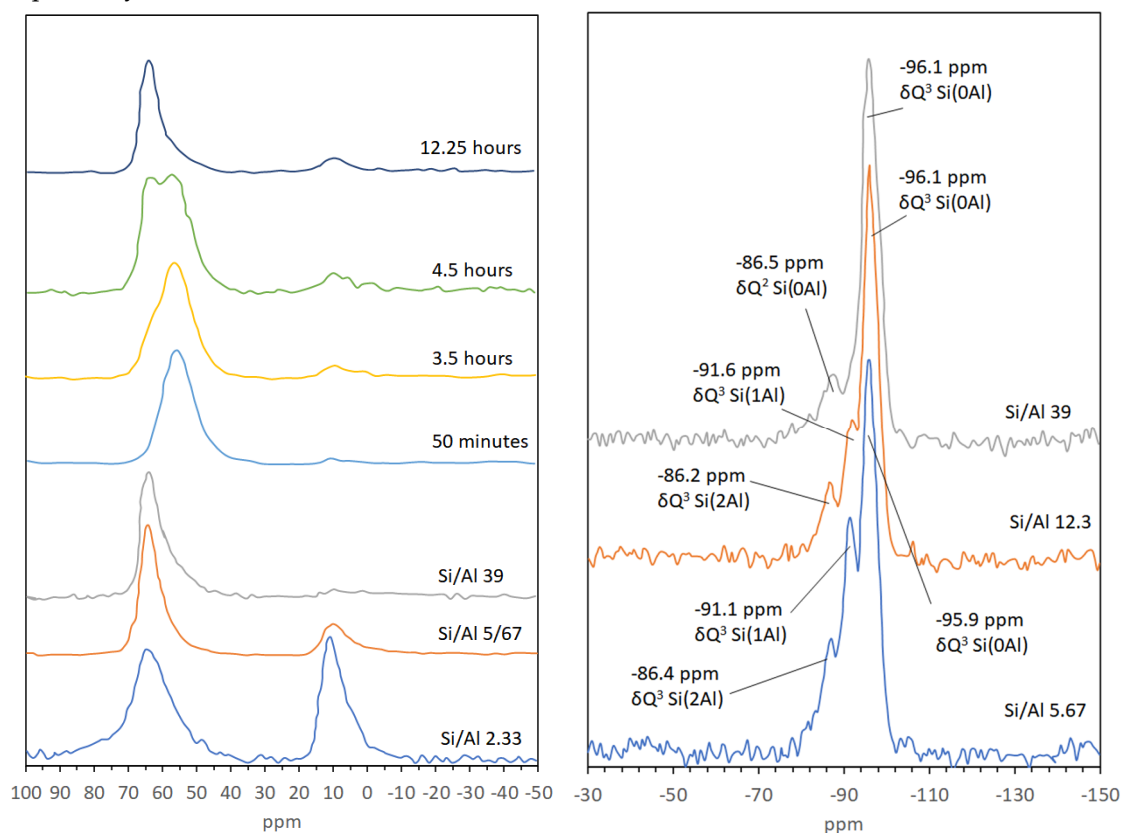 12.25 hours
4.5 hours
3.5 hours
50 minutes
Si/Al 39
Si/Al 5/67
Si/Al 2.33
100 90 80 70 60 50 40 30 20 10 0 -10 -20 -30 -40 -50
ppm
-96.1 ppm
δQ³ Si(0Al)
-96.1 ppm
δQ³ Si(0Al)
-86.5 ppm
δQ² Si(0Al)
-91.6 ppm
δQ³ Si(1Al)
Si/Al 39
-86.2 ppm
δQ³ Si(2Al)
Si/Al 12.3
-91.1 ppm
δQ³ Si(1Al)
-95.9 ppm
δQ³ Si(0Al)
-86.4 ppm
δQ³ Si(2Al)
Si/Al 5.67
-30 -50 -70 -90 -110 -130 -150
ppm